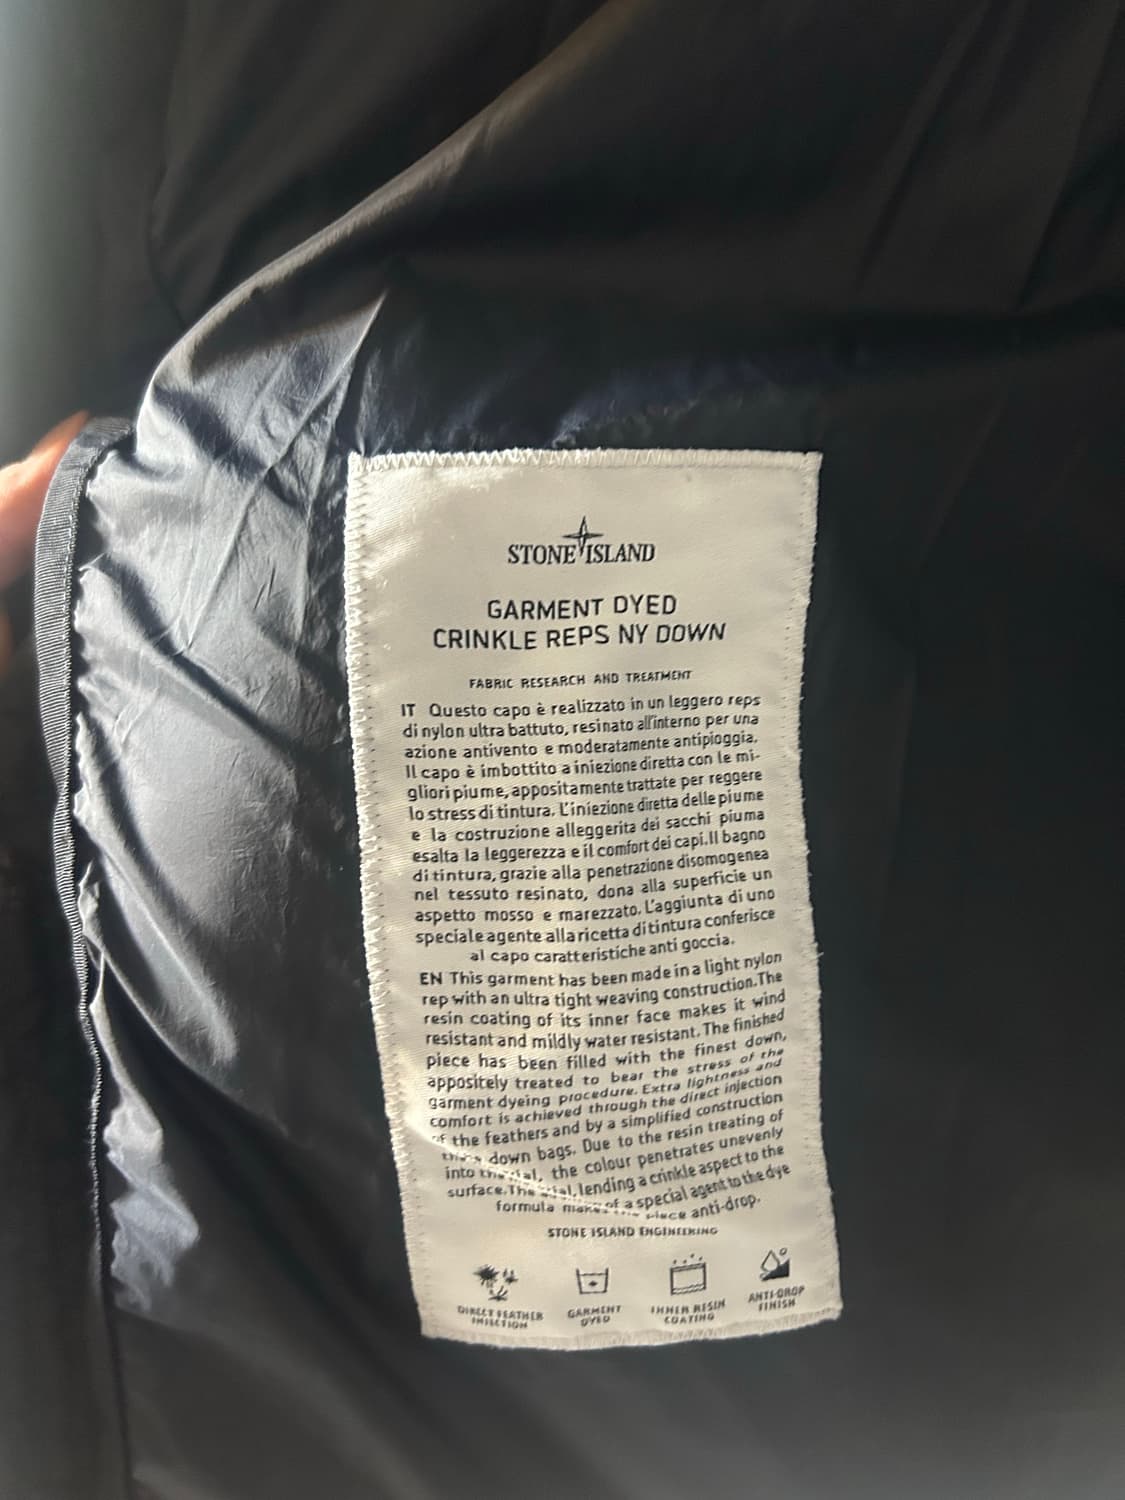 STONE ISLAND
GARMENT DYED
CRINKLE REPS NY DOWN
FABRIC RESEARCH AND TREATMENT
IT Questo capo è realizzato in un leggero reps
di nylon ultra battuto, resinato all'interno per una
azione antivento e moderatamente antipioggia.
Il capo è imbottito a iniezione diretta con le mi-
gliori piume, appositamente trattate per reggere
lo stress di tintura. L'iniezione diretta delle piume
e la costruzione alleggerita dei sacchi piuma
esalta la leggerezza e il comfort dei capi. Il bagno
di tintura, grazie alla penetrazione disomogenea
nel tessuto resinato, dona alla superficie un
aspetto mosso e marezzato. L'aggiunta di uno
speciale agente alla ricetta di tintura conferisce
al capo caratteristiche anti goccia.
EN This garment has been made in a light nylon
rep with an ultra tight weaving construction. The
resin coating of its inner face makes it wind
resistant and mildly water resistant. The finished
piece has been filled with the finest down,
appositely treated to bear the stress of the
garment dyeing procedure. Extra lightness and
comfort is achieved through the direct injection
of the feathers and by a simplified construction
down bags. Due to the resin treating of
into the the colour penetrates unevenly
surface. The lending a crinkle aspect to the
formula makes of a special agent to the dye
piece anti-drop.
STONE ISLAND ENGINEERING
DIRECT FEATHER
INJECTION
GARMENT
DYED
INNER RESIN
COATING
ANTI-DROP
FINISH